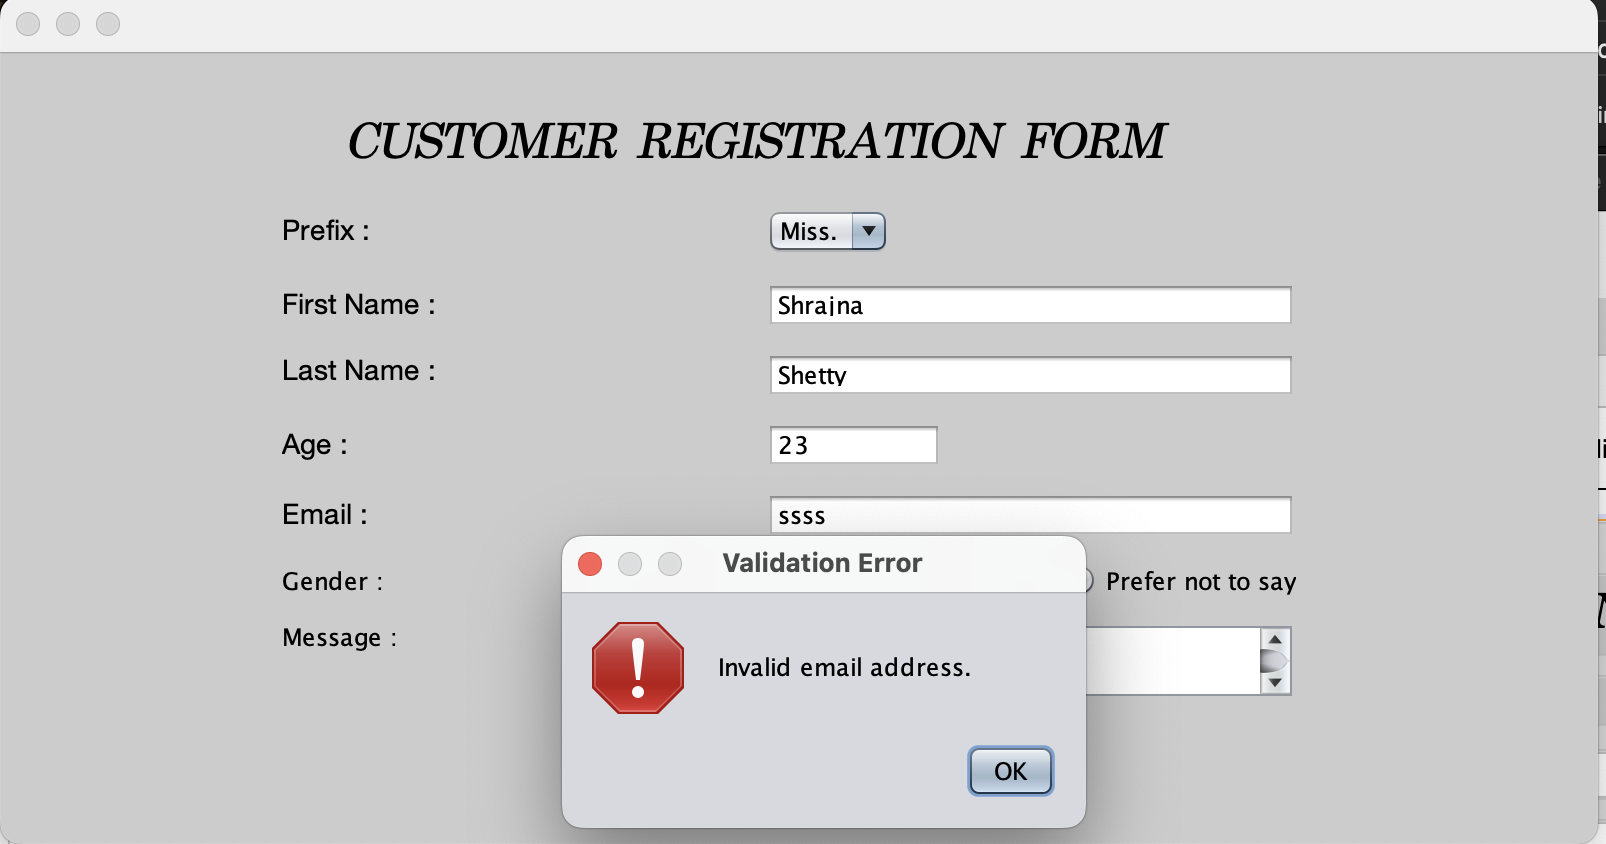 CUSTOMER REGISTRATION FORM
Prefix : Miss.
First Name : Shrajna
Last Name : Shetty
Age : 23
Email : ssss
Validation Error
Gender : Prefer not to say
Message :
Invalid email address.
OK